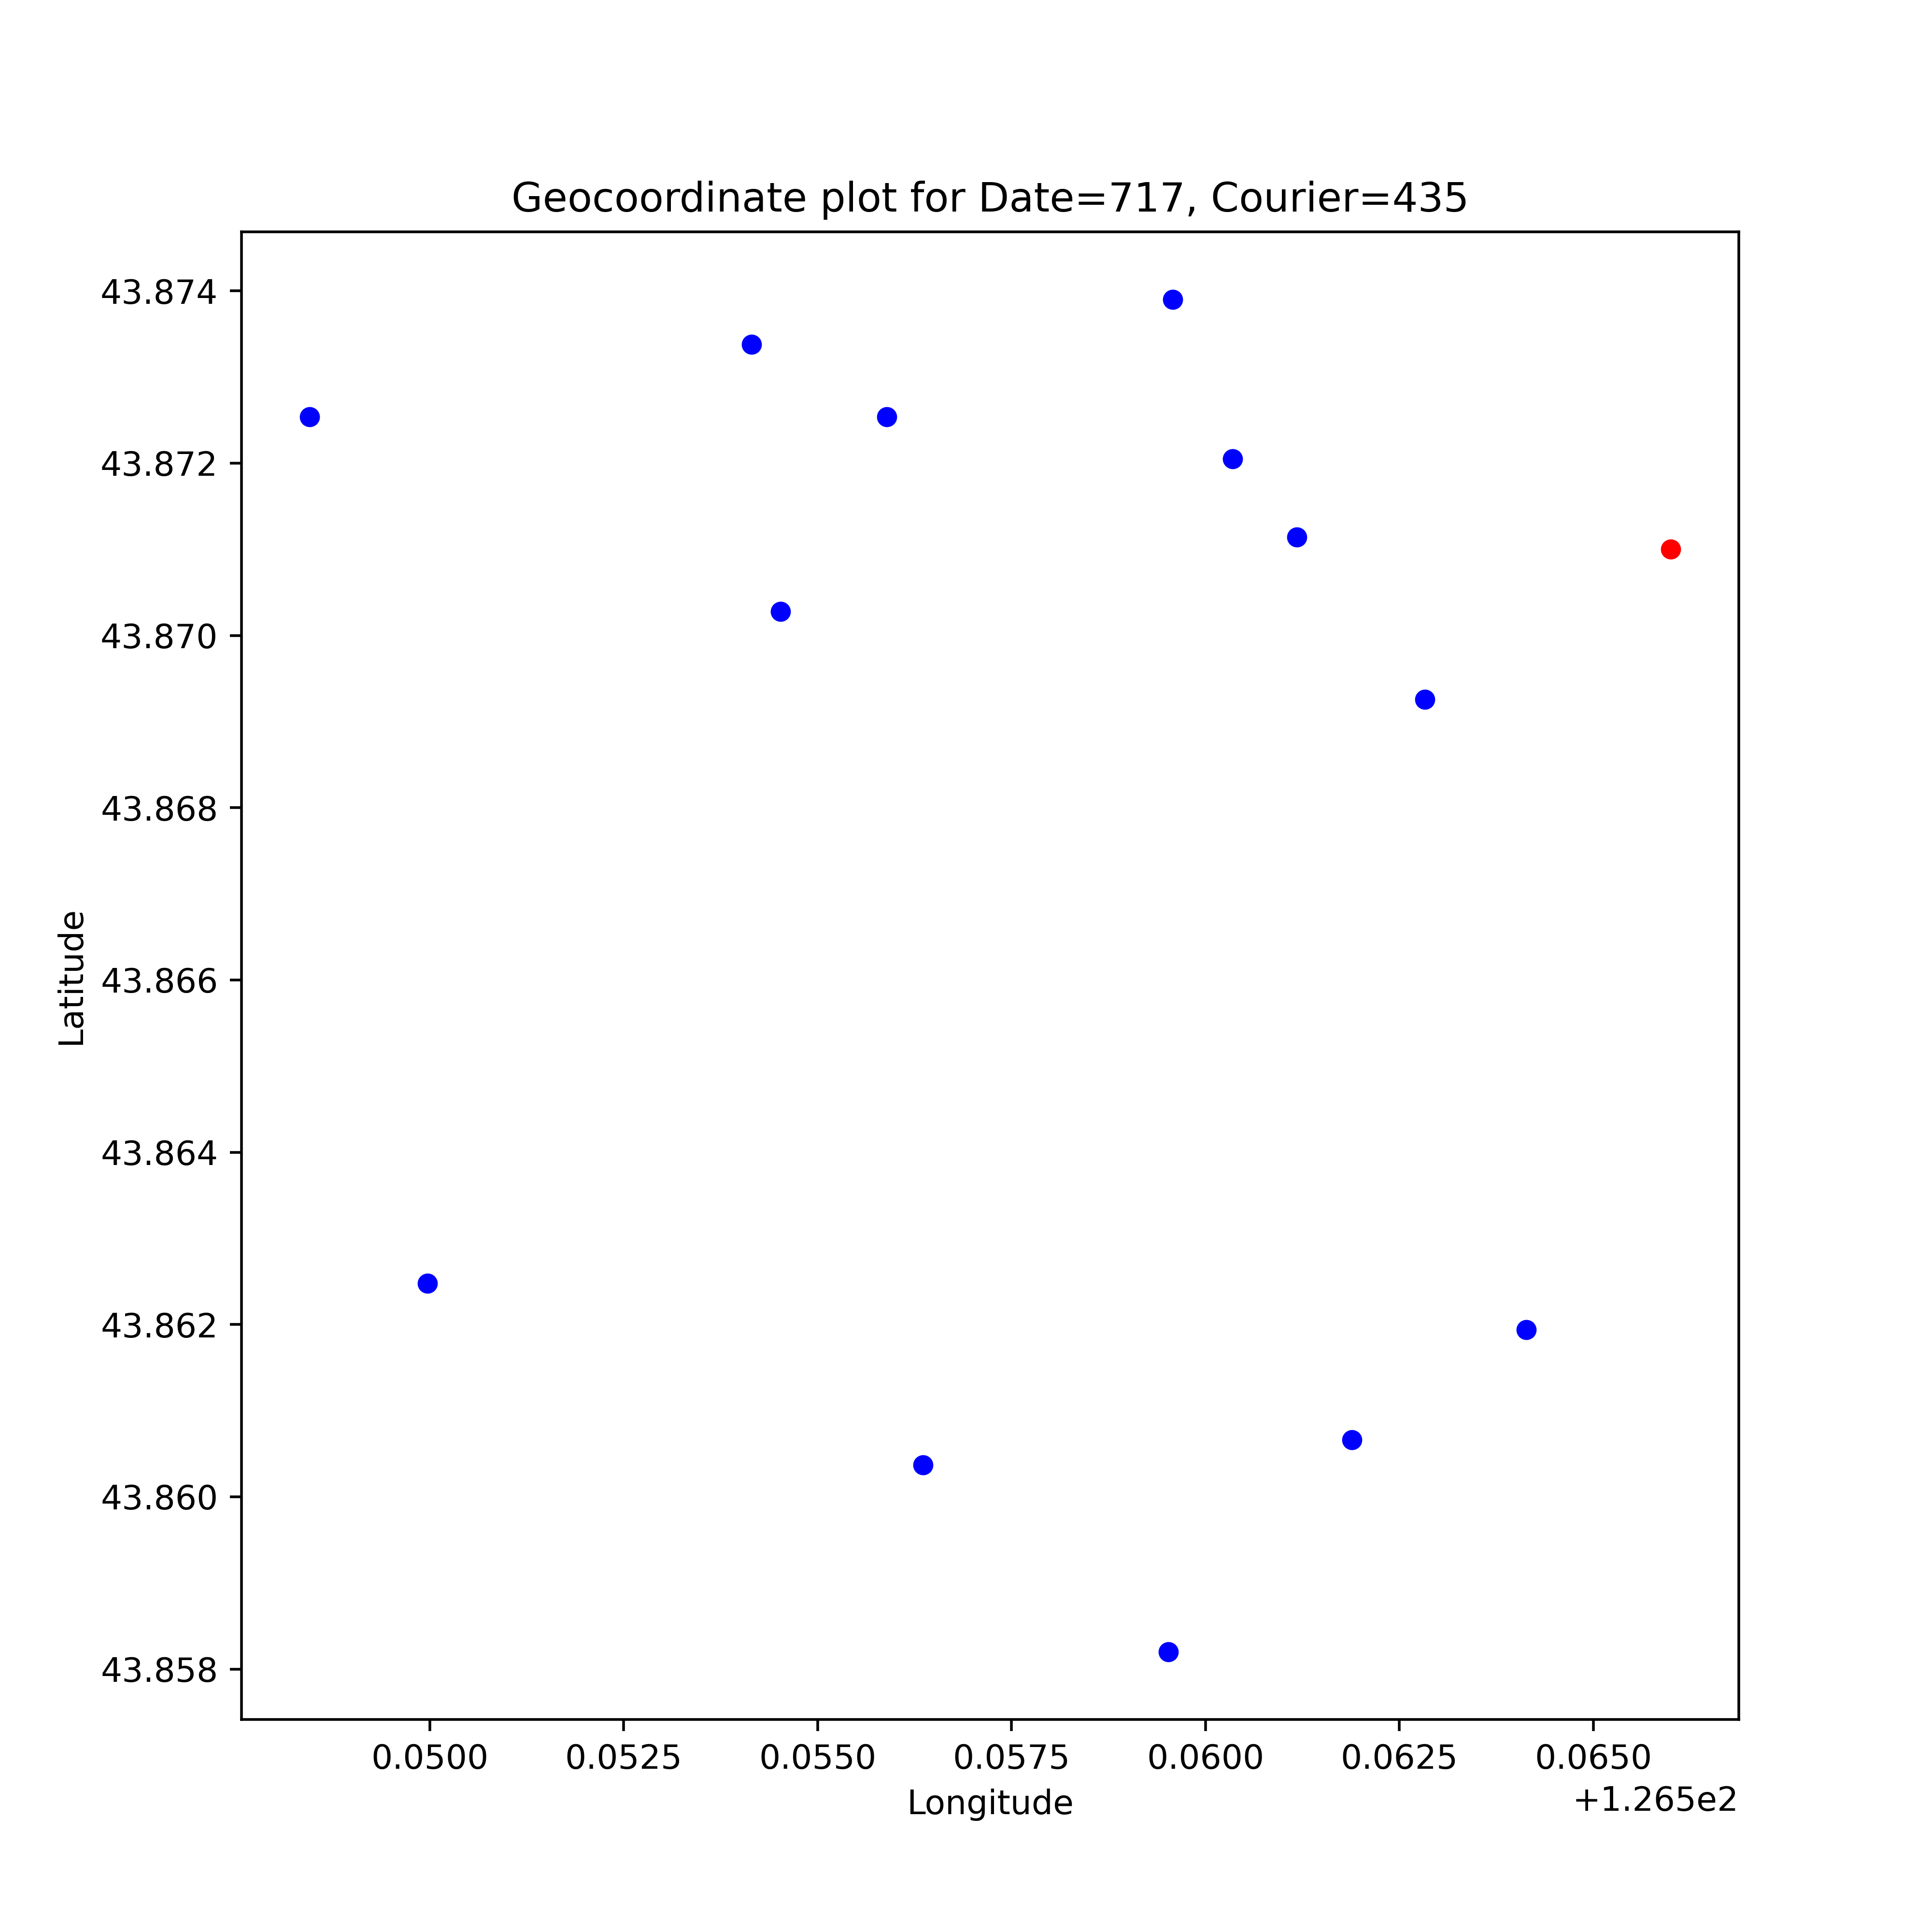 Geocoordinate plot for Date=717, Courier=435
43.874
43.872
43.870
43.868
43.866
43.864
43.862
43.860
43.858
Latitude
0.0500 0.0525 0.0550 0.0575 0.0600 0.0625 0.0650
Longitude
+1.265e2